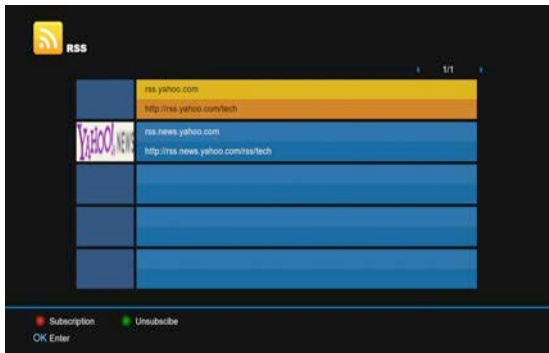 RSS
1/1
rss.yahoo.com
http://rss.yahoo.com/tech
YAHOO! NEWS
rss.news.yahoo.com
http://rss.news.yahoo.com/rss/tech
Subscription Unsubscibe
OK Enter